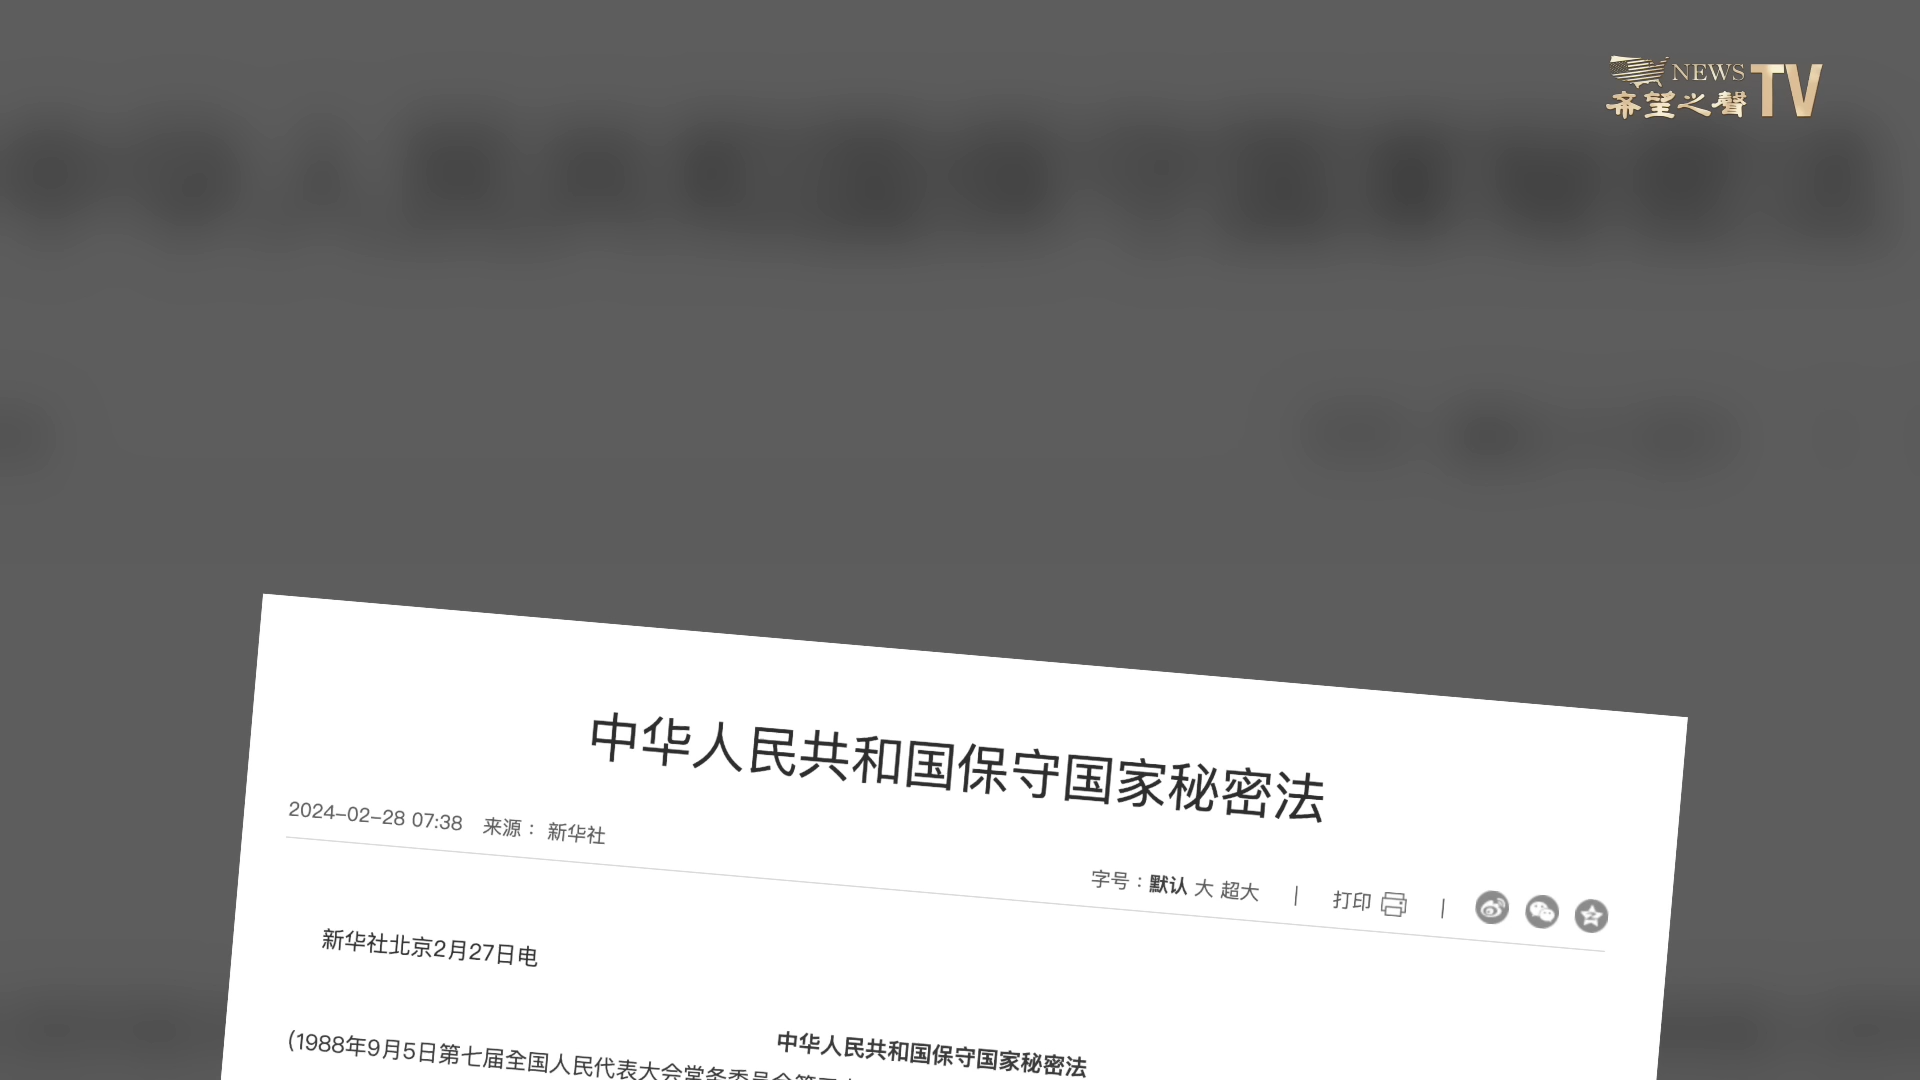 NEWS
希望之聲TV
中华人民共和国保守国家秘密法
2024-02-28 07:38 来源：新华社
字号：默认 大 超大 | 打印 |
新华社北京2月27日电
中华人民共和国保守国家秘密法
(1988年9月5日第七届全国人民代表大会常务委员会第三